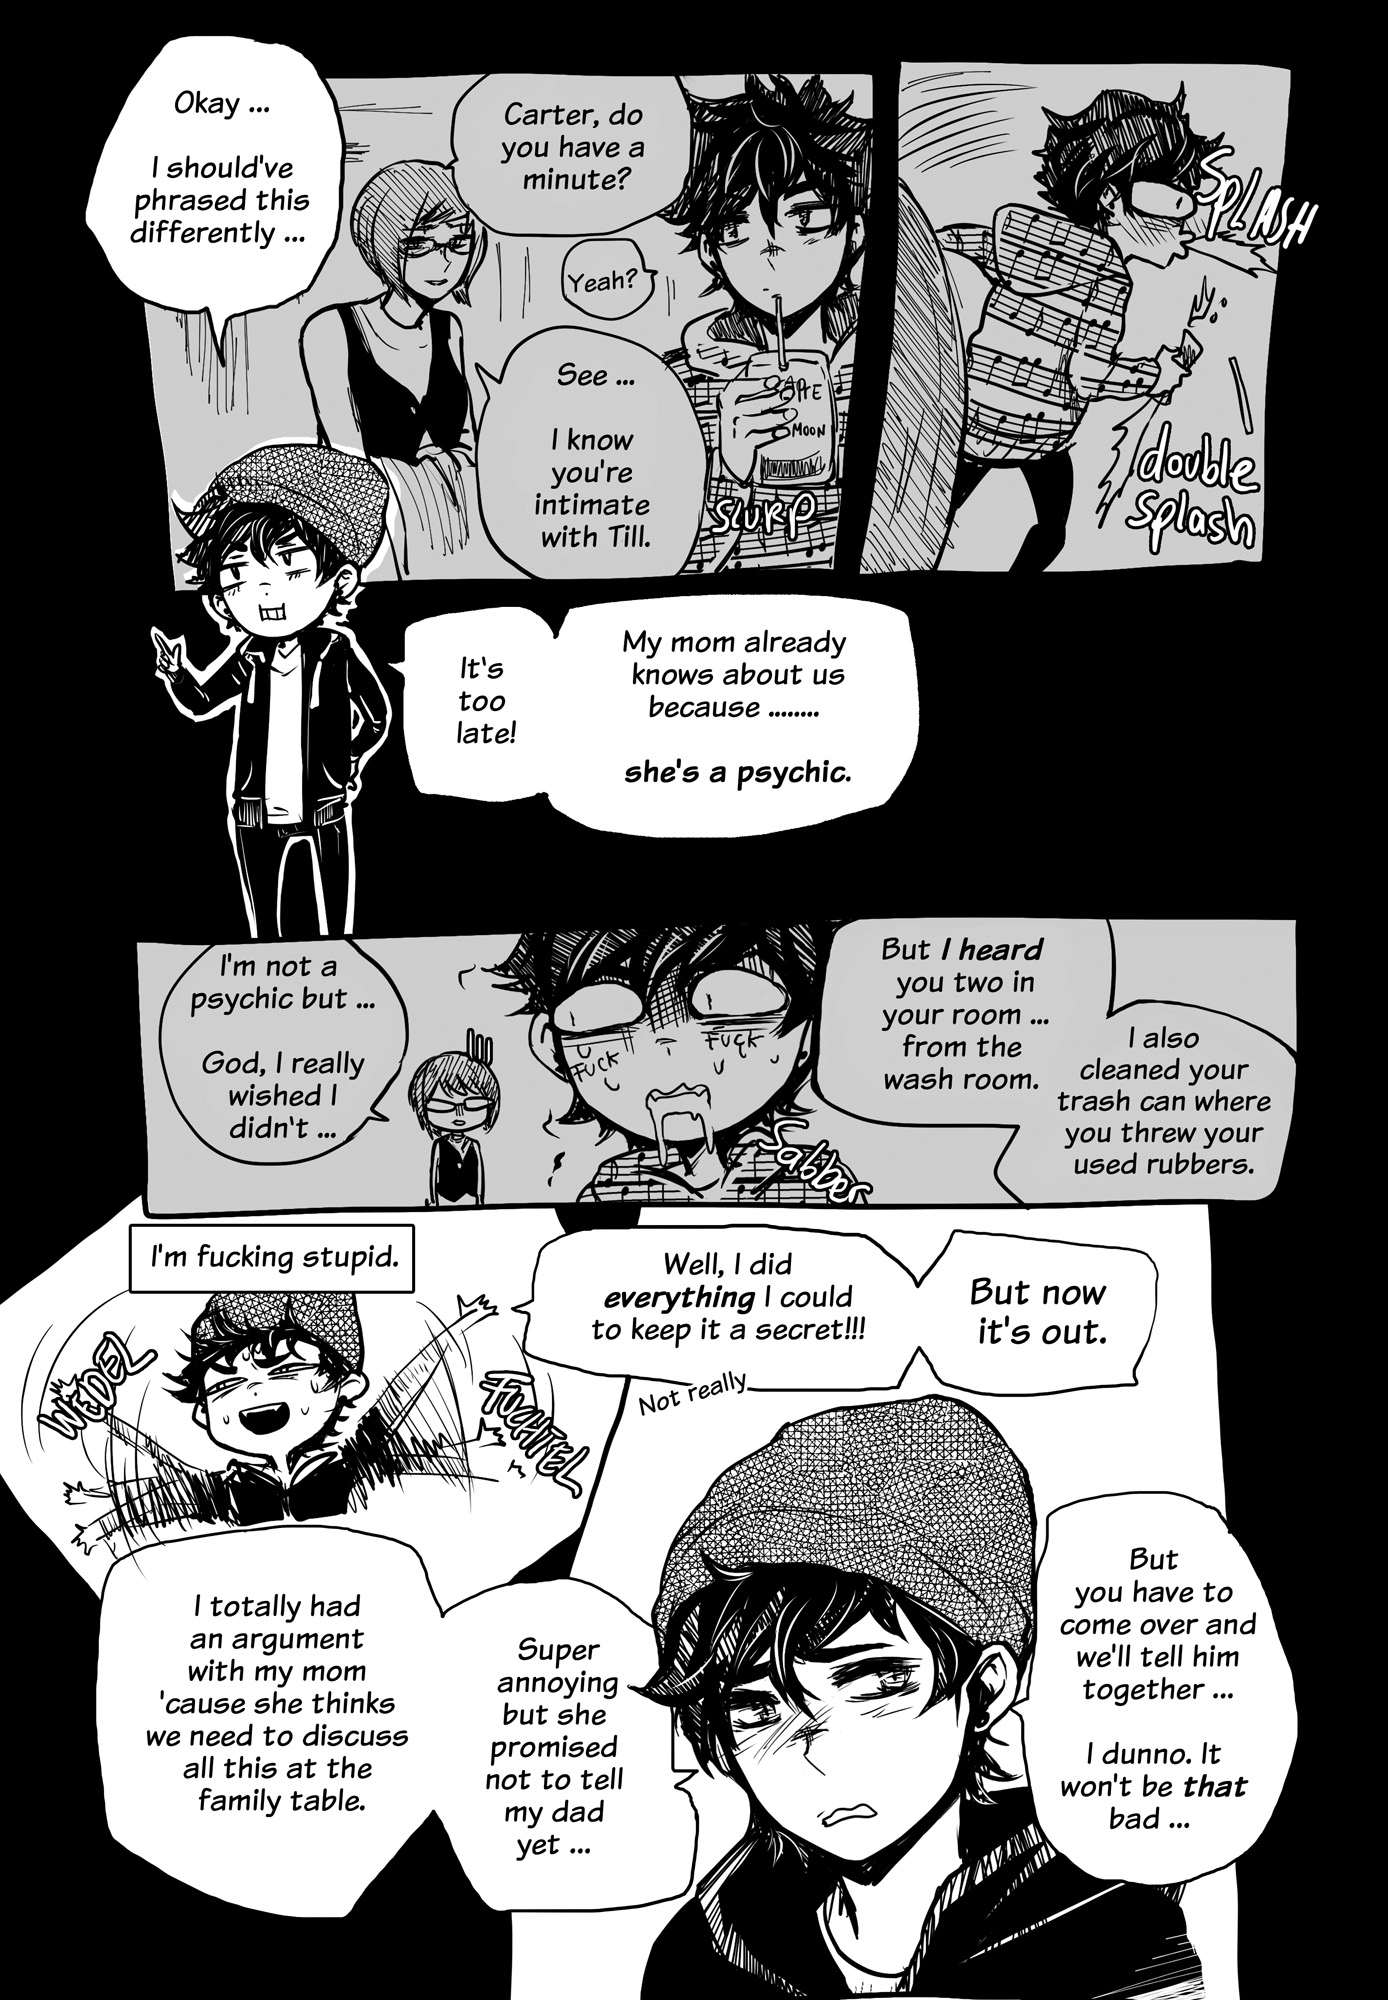 Okay ...
I should've
phrased this
differently ...
Carter, do
you have a
minute?
Yeah?
See ...
I know
you're
intimate
with Till.
CAFFE
MOON
SLURP
SPLASH
double
splash
It's
too
late!
My mom already
knows about us
because ........
she's a psychic.
I'm not a
psychic but ...
God, I really
wished I
didn't ...
FUCK
FUCK
Sabber
But I heard
you two in
your room ...
from the
wash room.
I also
cleaned your
trash can where
you threw your
used rubbers.
I'm fucking stupid.
WEDEL
FUCHTEL
Well, I did
everything I could
to keep it a secret!!!
Not really
But now
it's out.
I totally had
an argument
with my mom
'cause she thinks
we need to discuss
all this at the
family table.
Super
annoying
but she
promised
not to tell
my dad
yet ...
But
you have to
come over and
we'll tell him
together ...
I dunno. It
won't be that
bad ...